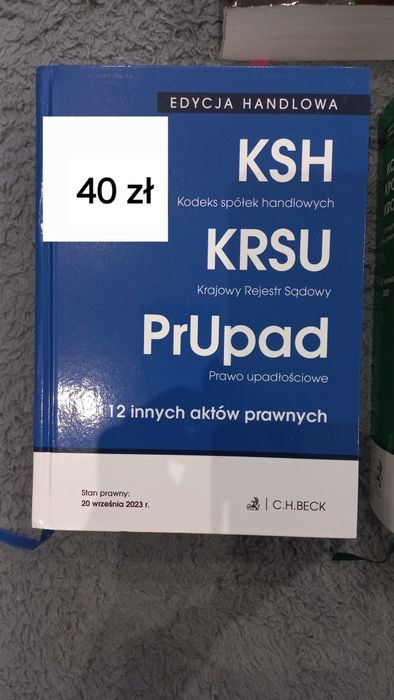 EDYCJA HANDLOWA
40 zł
KSH
Kodeks spółek handlowych
KRSU
Krajowy Rejestr Sądowy
PrUpad
Prawo upadłościowe
12 innych aktów prawnych
Stan prawny:
20 września 2023 r.
C.H.BECK